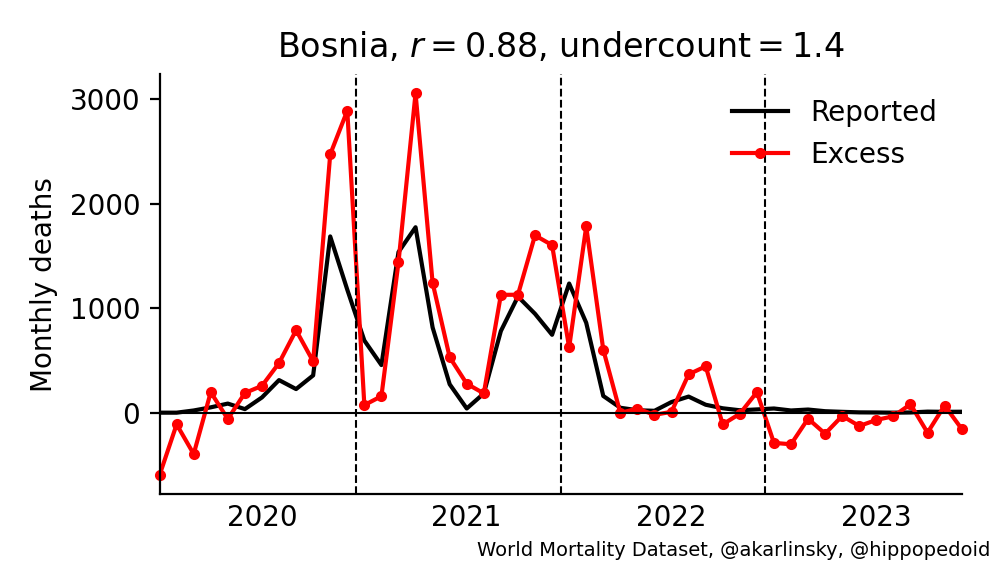 Bosnia, r = 0.88, undercount = 1.4
3000
2000
1000
0
Monthly deaths
Reported
Excess
2020 2021 2022 2023
World Mortality Dataset, @akarlinsky, @hippopedoid